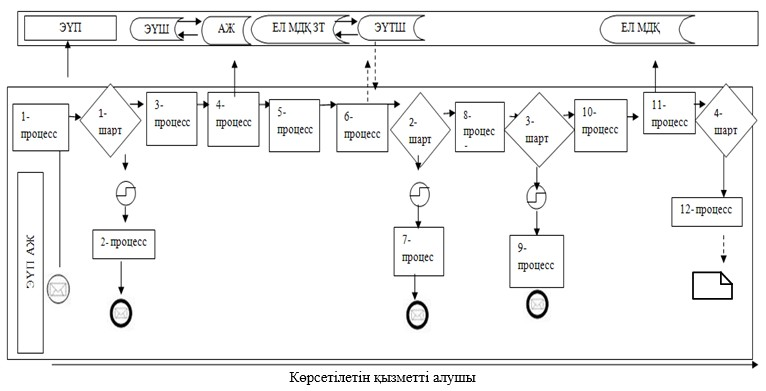 ЭҮП
ЭҮШ
АЖ
ЕЛ МДҚ ЗТ
ЭҮТШ
ЕЛ МДҚ
1-
процесс
1-
шарт
3-
процесс
4-
процесс
5-
процесс
6-
процесс
2-
шарт
8-
процес
-
3-
шарт
10-
процесс
11-
процесс
4-
шарт
2- процесс
7-
процес
9-
процесс
12- процесс
Көрсетілетін қызметті алушы